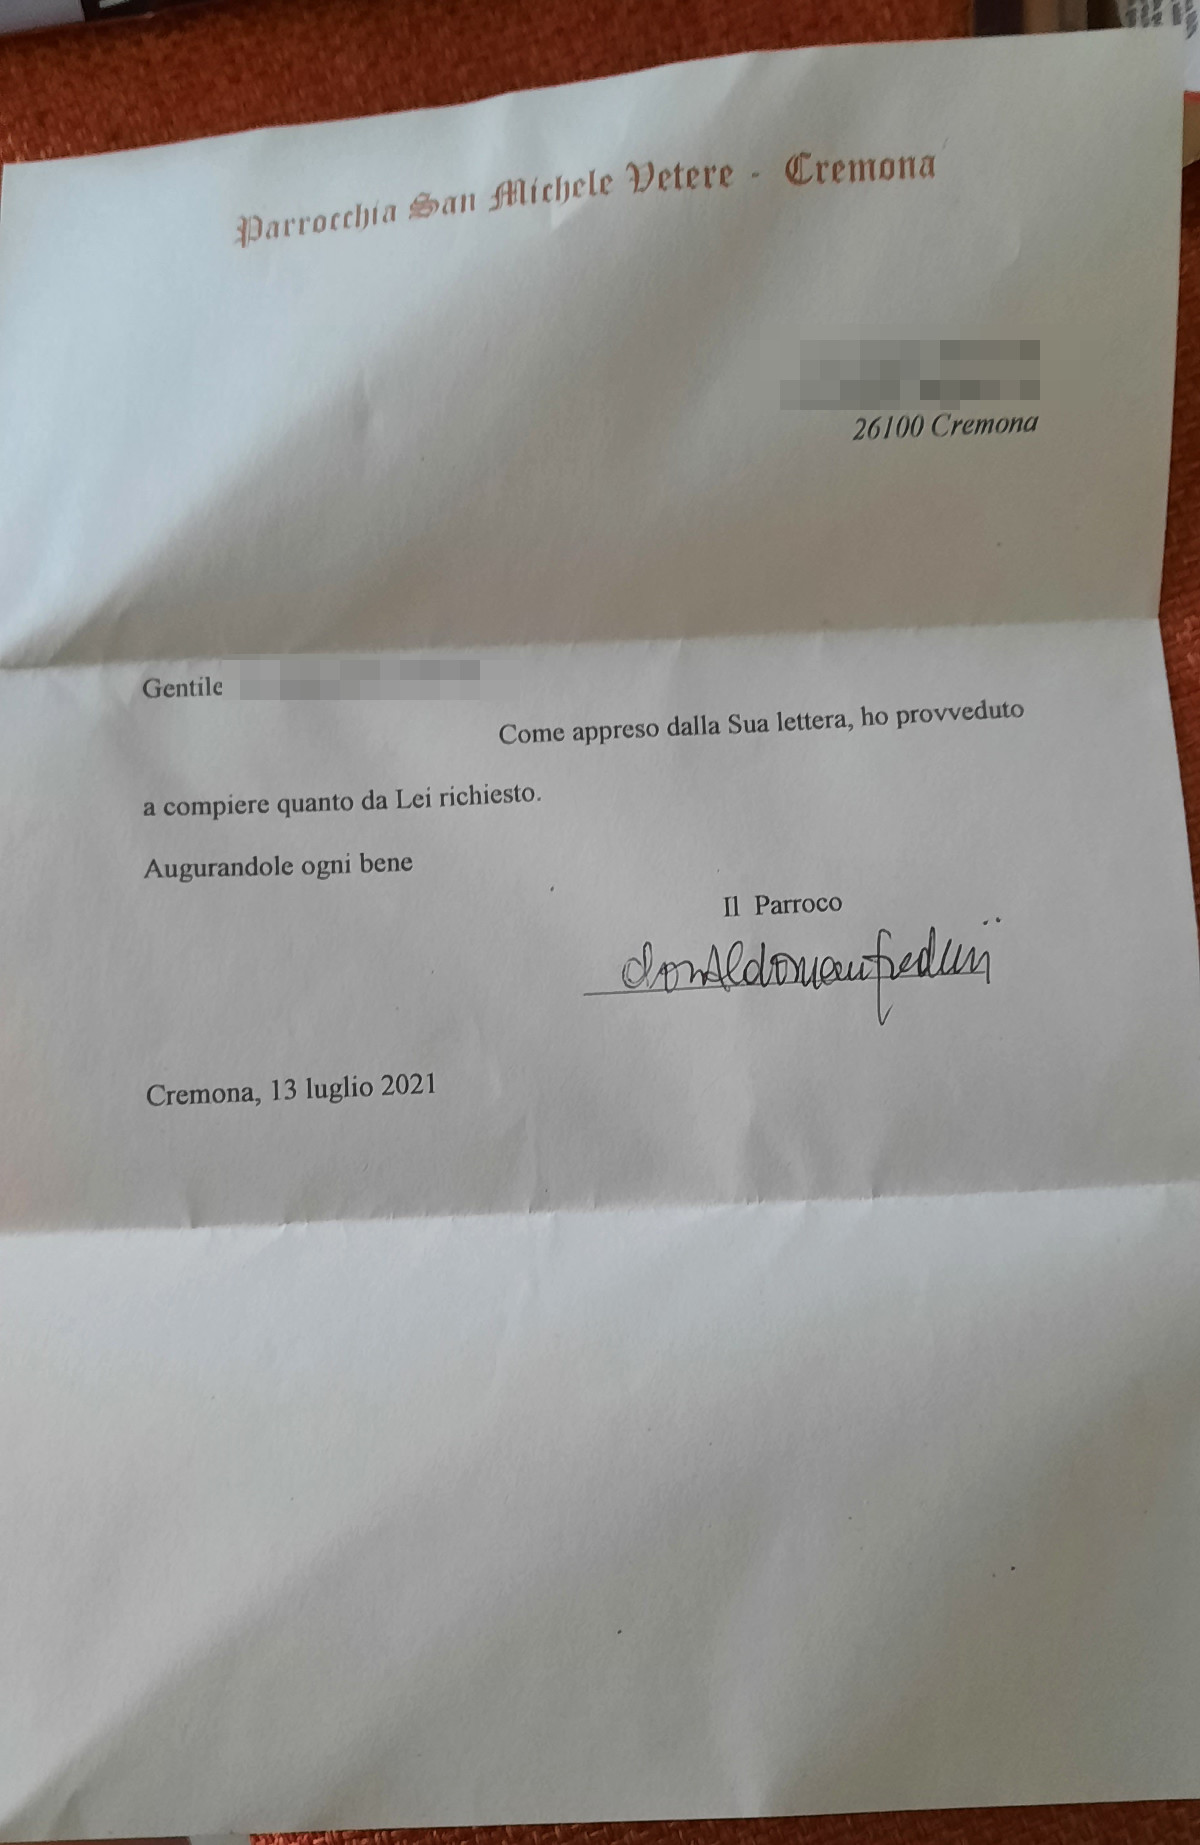 Parrocchia San Michele Vetere - Cremona
26100 Cremona
Gentile
Come appreso dalla Sua lettera, ho provveduto
a compiere quanto da Lei richiesto.
Augurandole ogni bene
Il Parroco
donAldomanfredini
Cremona, 13 luglio 2021